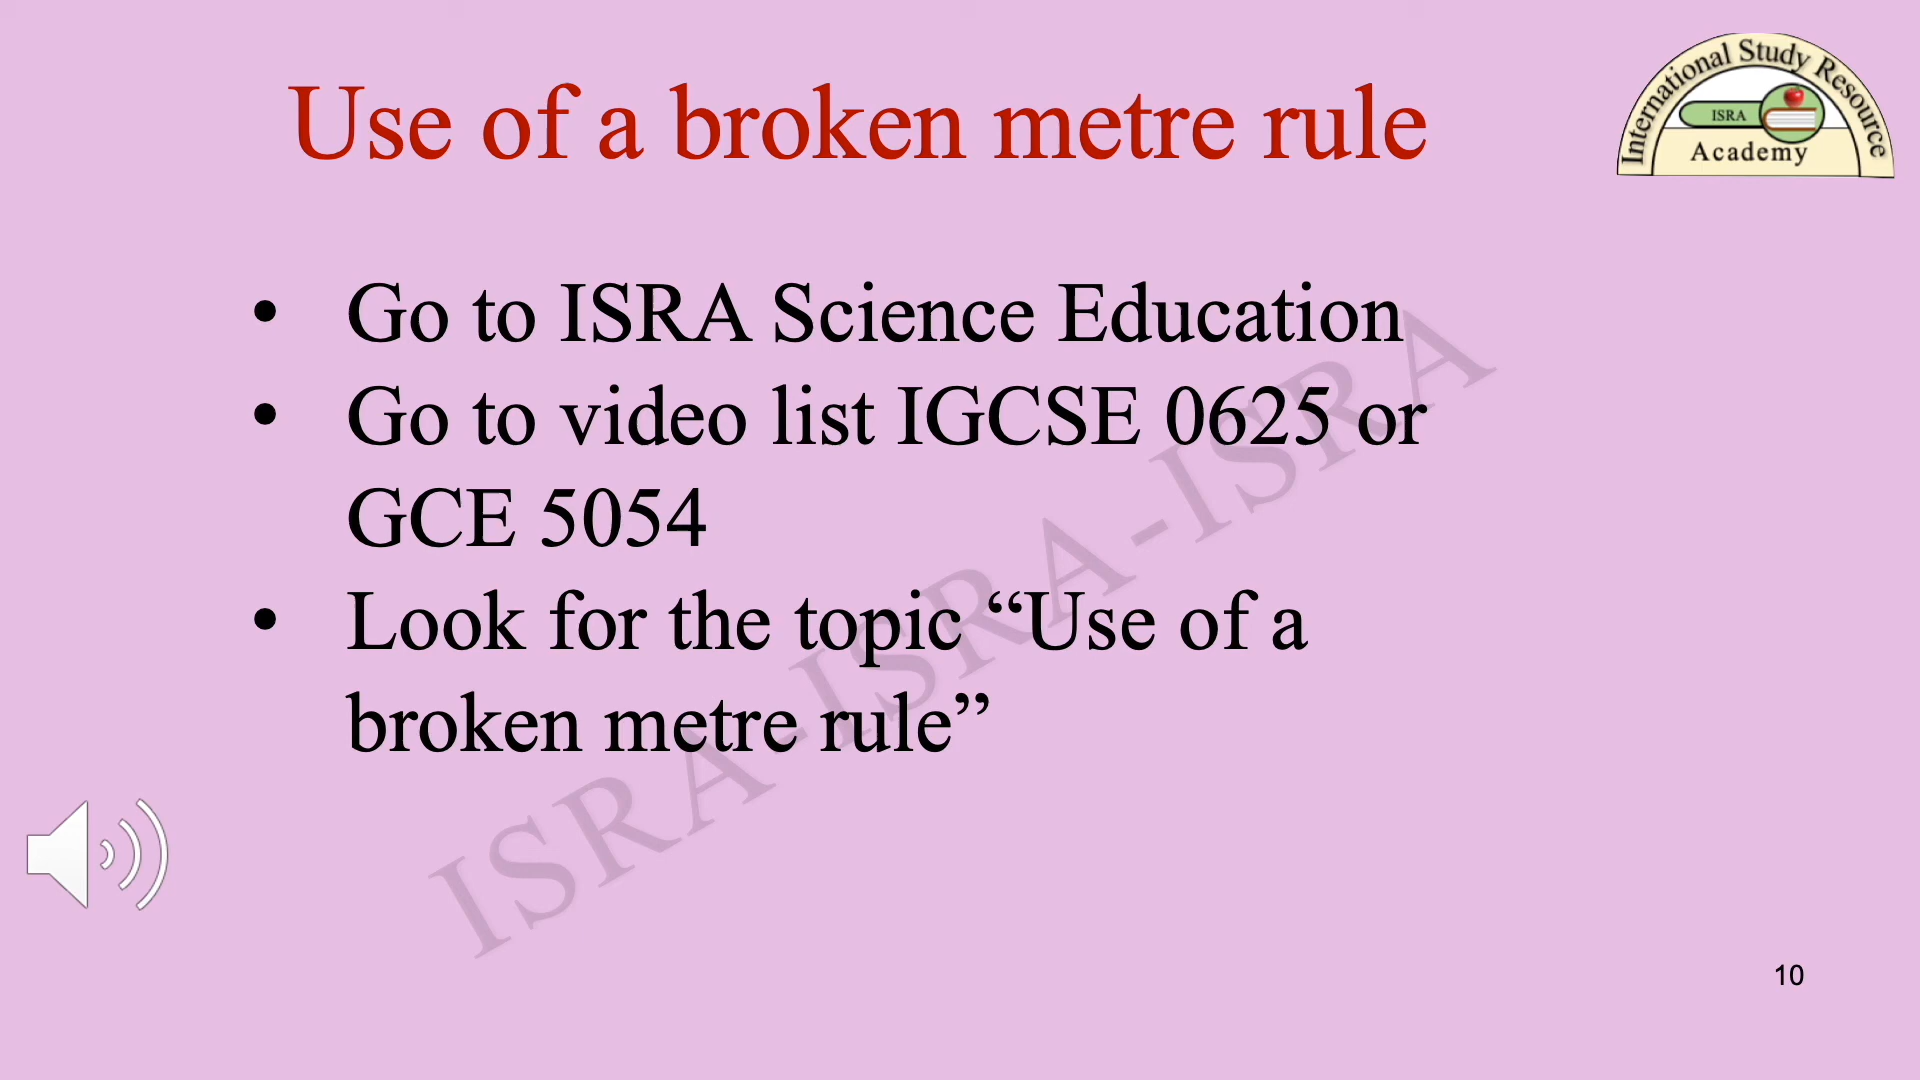 Use of a broken metre rule
International Study Resource
ISRA
Academy
• Go to ISRA Science Education
• Go to video list IGCSE 0625 or
GCE 5054
• Look for the topic “Use of a
broken metre rule”
ISRA-ISRA-ISRA
10